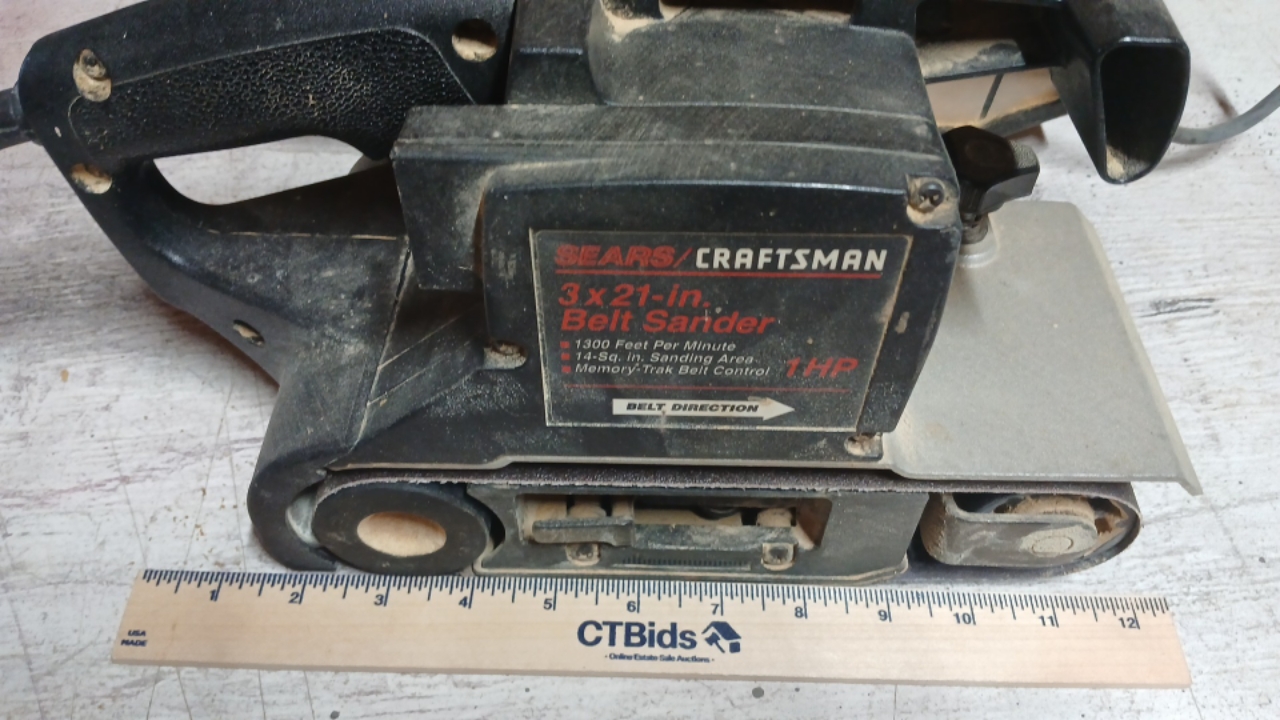 SEARS/CRAFTSMAN
3 x 21-in.
Belt Sander
1300 Feet Per Minute
14-Sq. in. Sanding Area
Memory-Trak Belt Control
1 HP
BELT DIRECTION
1 2 3 4 5 6 7 8 9 10 11 12
USA
MADE
CTBids
- Online Estate Sale Auctions -